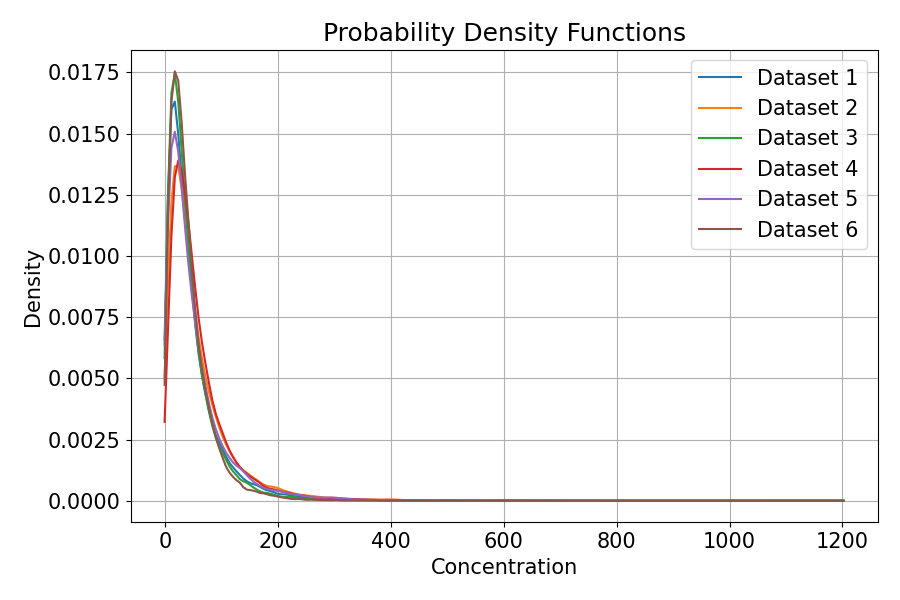 Probability Density Functions
0.0175
0.0150
0.0125
0.0100
0.0075
0.0050
0.0025
0.0000
Density
Dataset 1
Dataset 2
Dataset 3
Dataset 4
Dataset 5
Dataset 6
0 200 400 600 800 1000 1200
Concentration